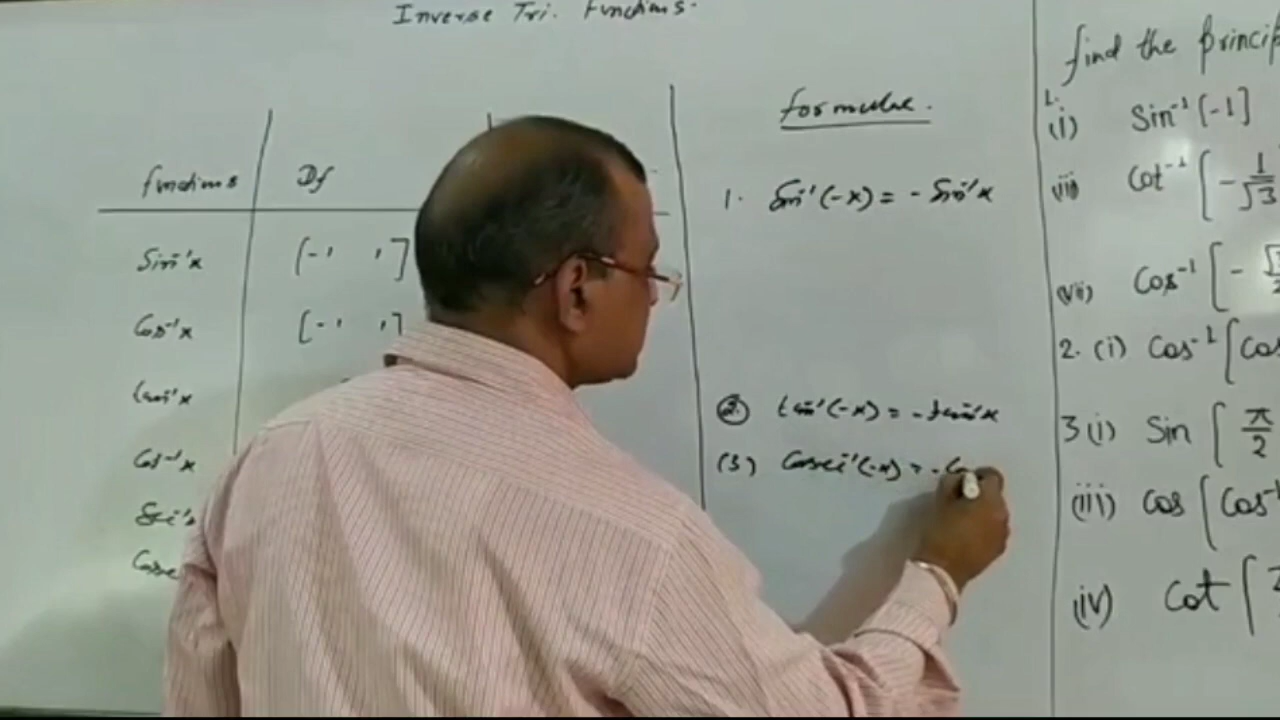 Inverse Tri. Functions.
functions Df
Sin⁻¹x [-1 1]
Cos⁻¹x [-1 1]
tan⁻¹x
Cot⁻¹x
Sec⁻¹x
Cosec
formulae.
1. Sin⁻¹(-x) = - Sin⁻¹x
2. tan⁻¹(-x) = - tan⁻¹x
(3) Cosec⁻¹(-x) = - Co
find the princip
1.
(i) Sin⁻¹[-1]
(iii) Cot⁻¹[-1/√3
(vii) Cos⁻¹[-
2. (i) Cos⁻¹[Cos
3 (i) Sin [π/2
(iii) Cos [Cos⁻¹
(iv) Cot [